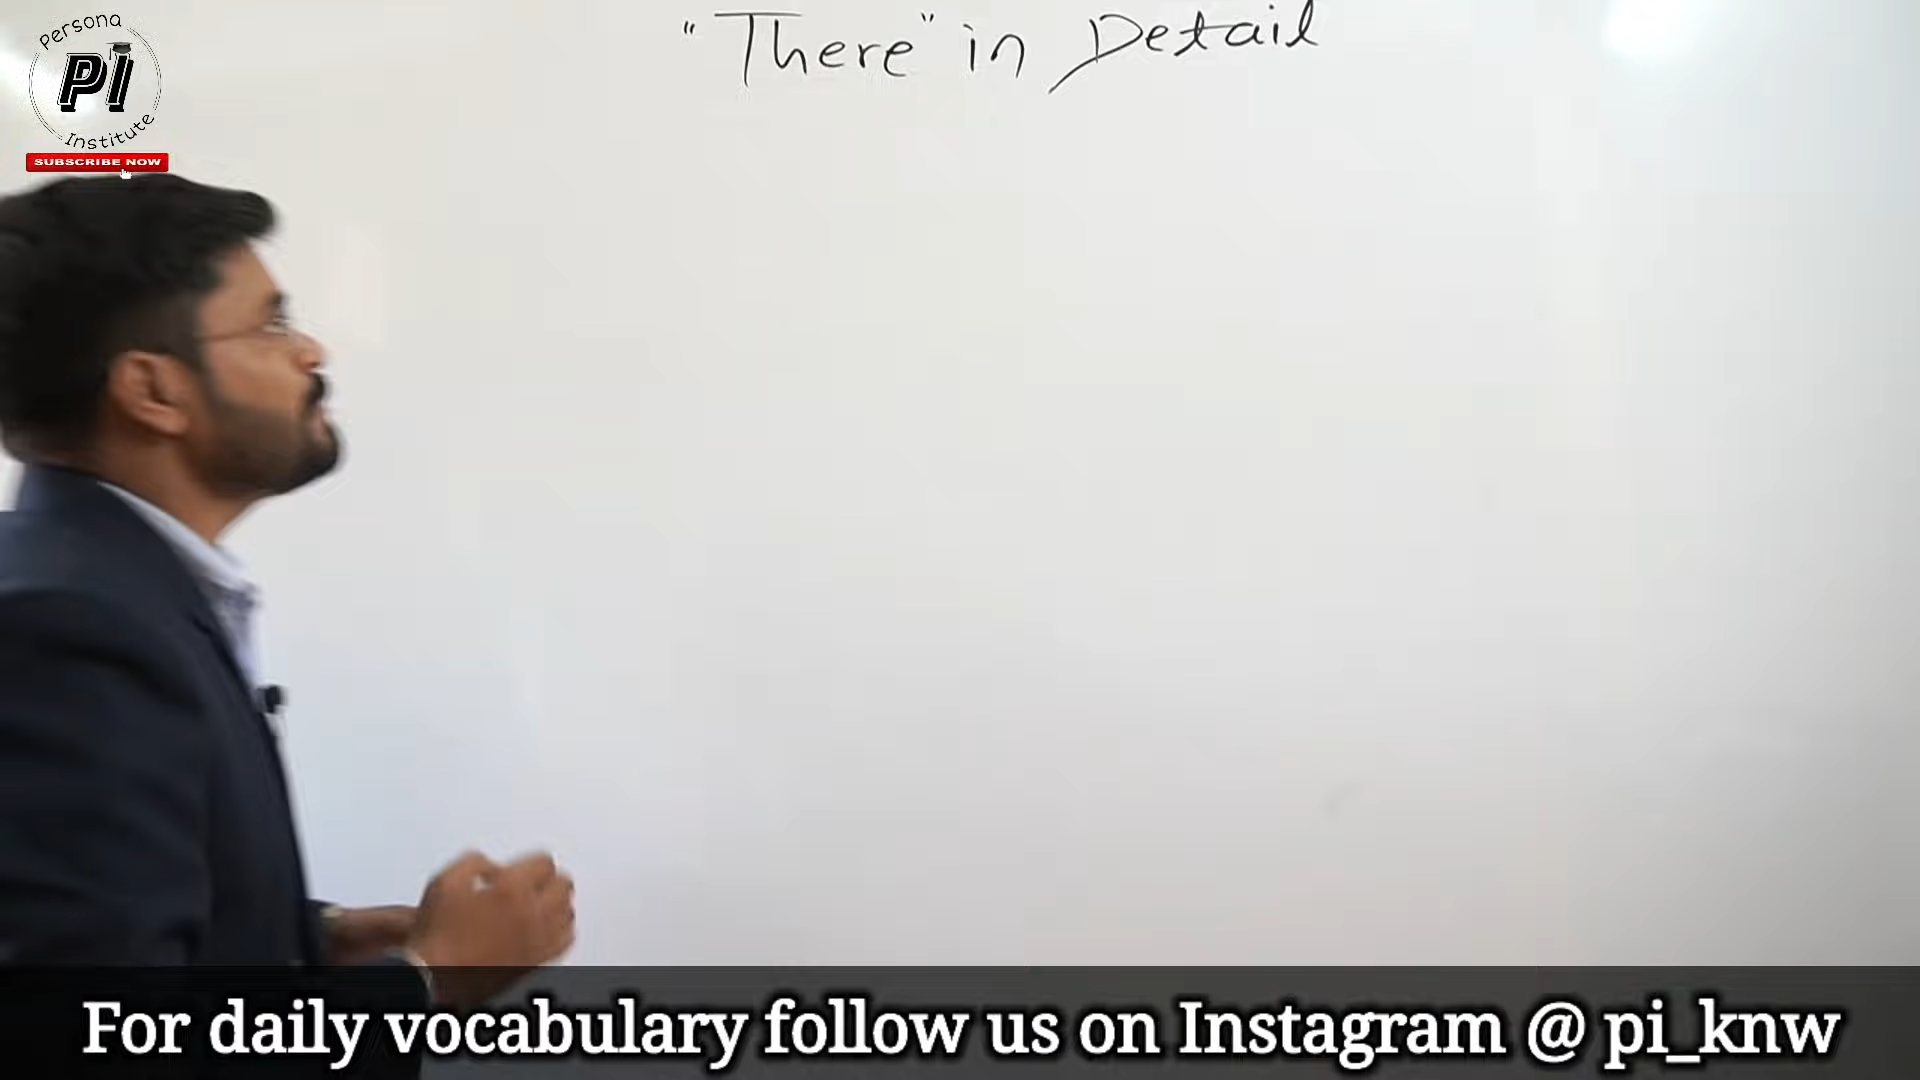 "There" in Detail
Persona
PI
Institute
SUBSCRIBE NOW
For daily vocabulary follow us on Instagram @ pi_knw